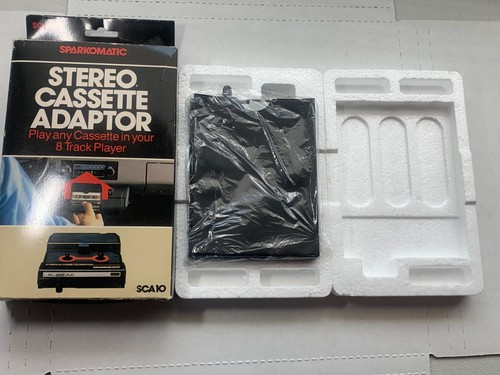 SPARKOMATIC
STEREO
CASSETTE
ADAPTOR
Play any Cassette in your
8 Track Player
SCA10